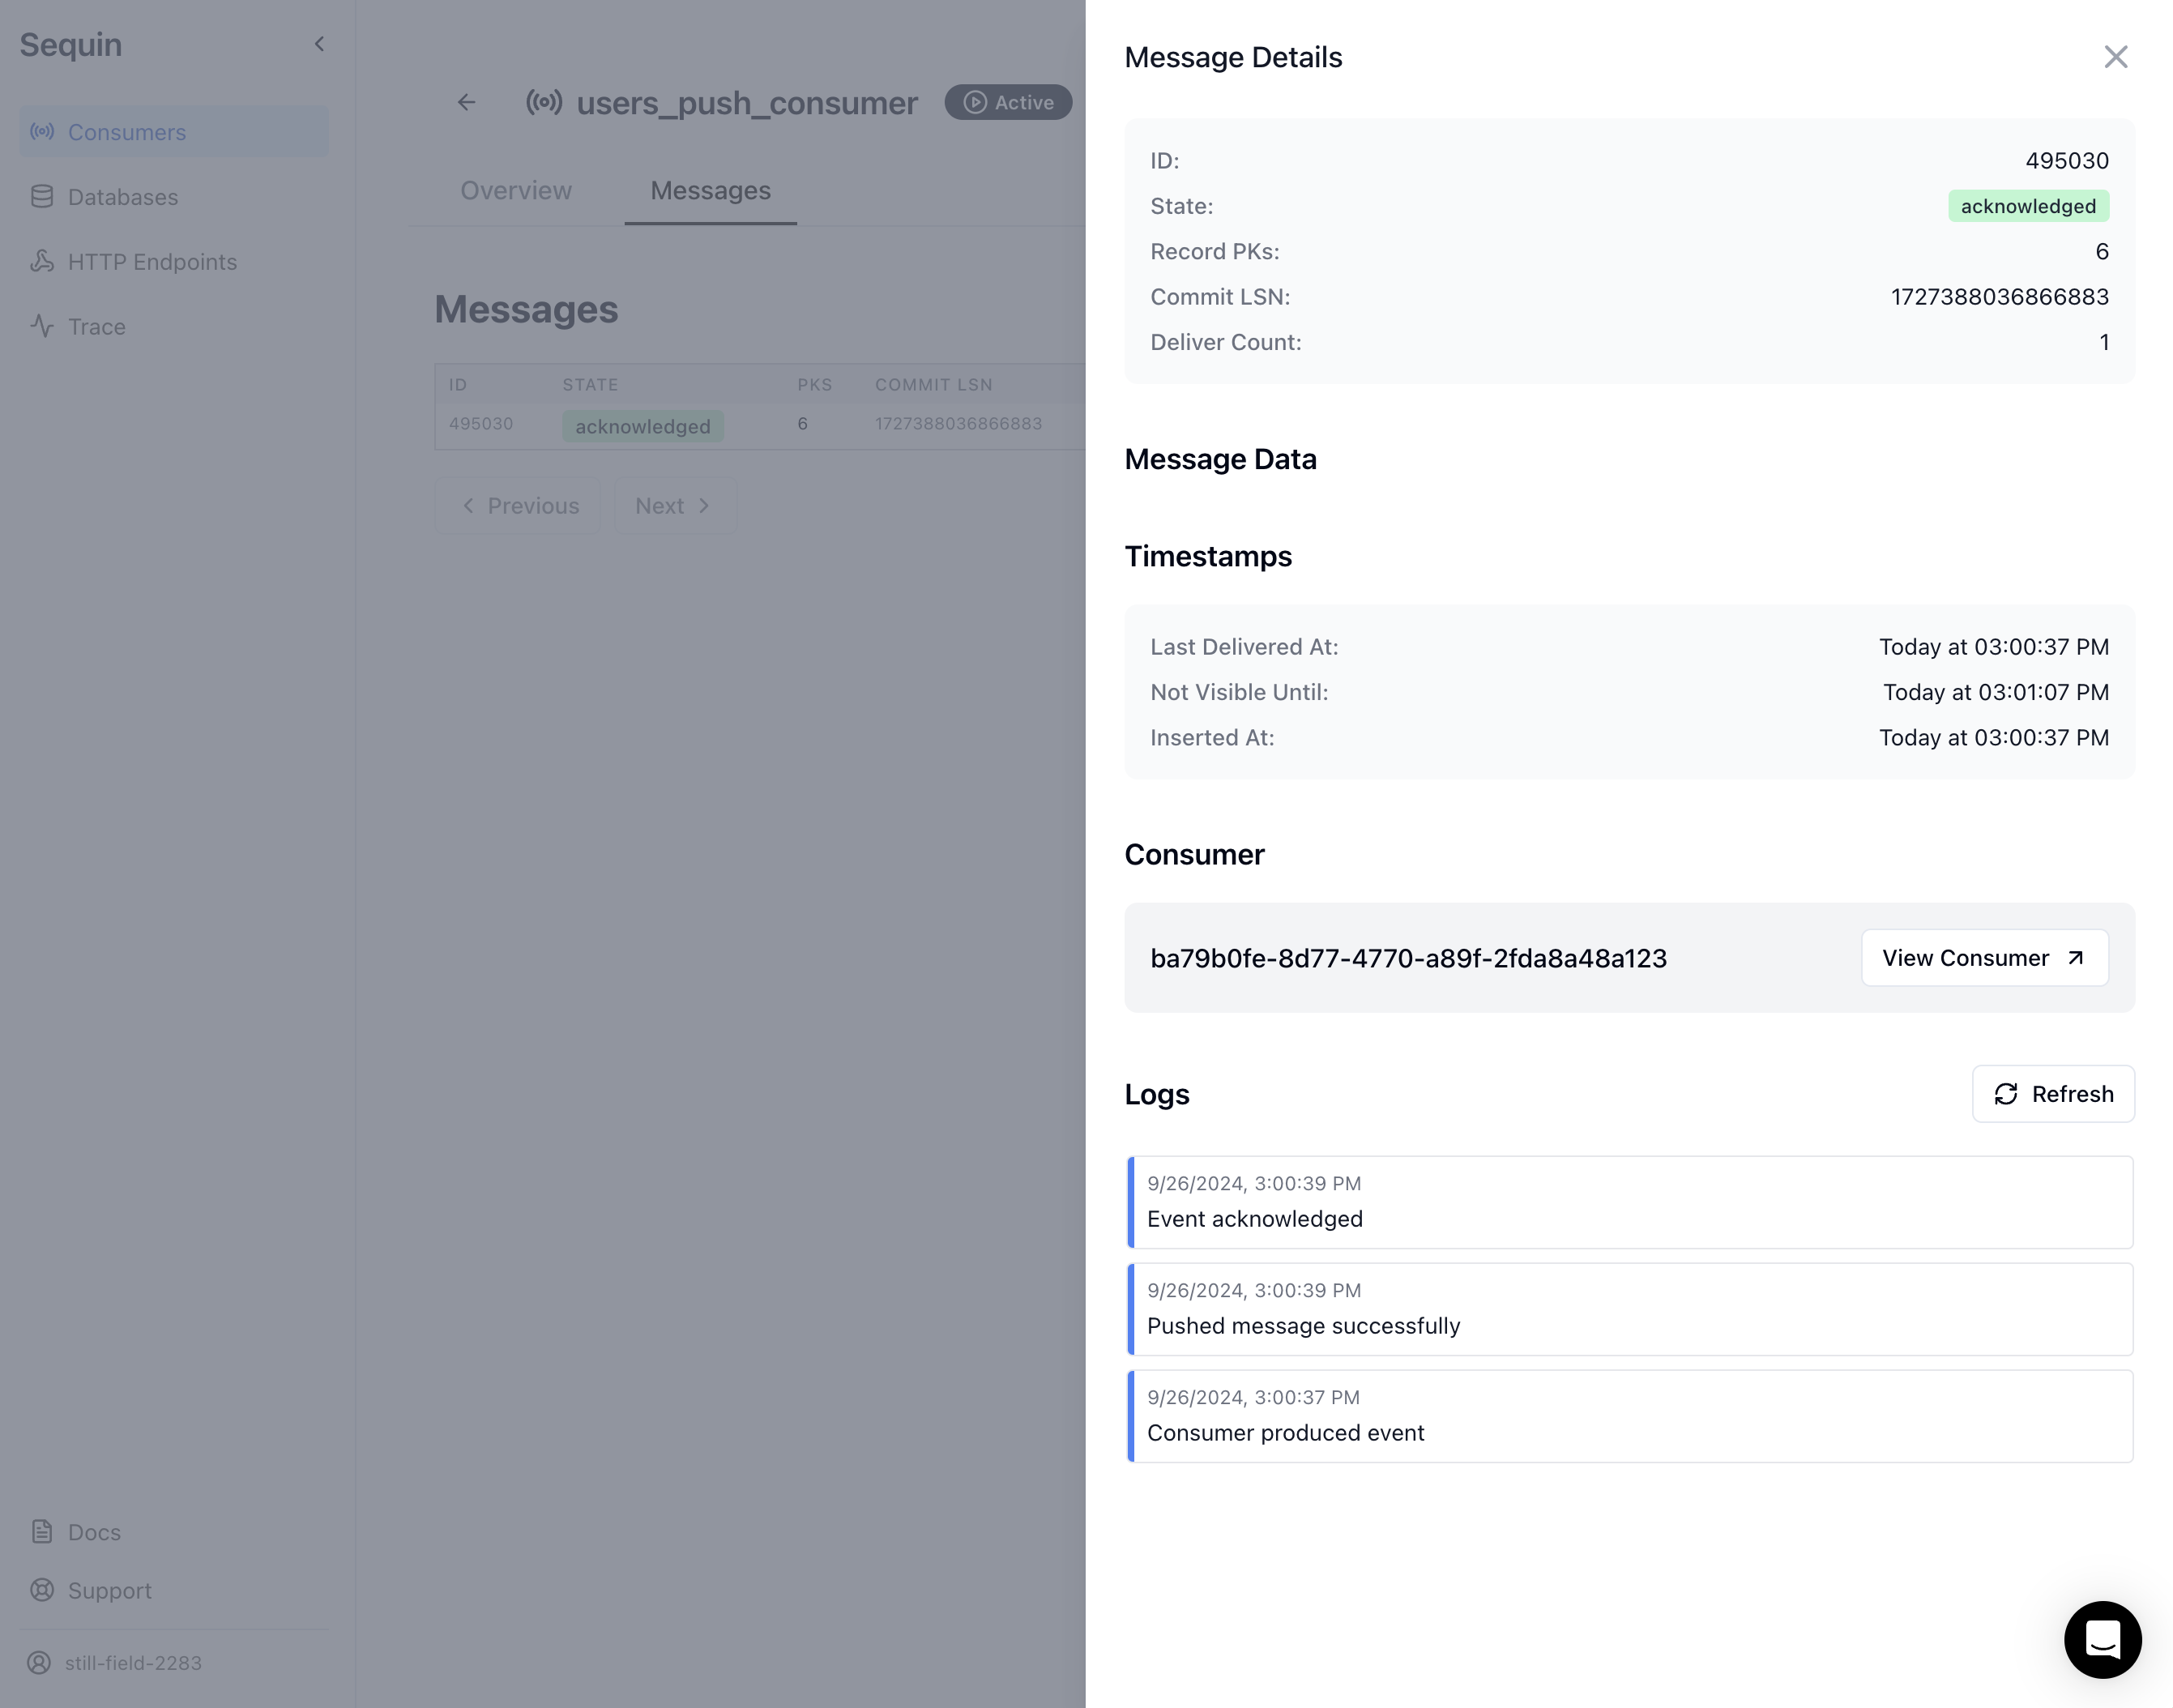 Sequin
Consumers
Databases
HTTP Endpoints
Trace
Docs
Support
still-field-2283
users_push_consumer
Active
Overview Messages
Messages
ID STATE PKS COMMIT LSN
495030 acknowledged 6 1727388036866883
Previous Next
Message Details
ID: 495030
State: acknowledged
Record PKs: 6
Commit LSN: 1727388036866883
Deliver Count: 1
Message Data
Timestamps
Last Delivered At: Today at 03:00:37 PM
Not Visible Until: Today at 03:01:07 PM
Inserted At: Today at 03:00:37 PM
Consumer
ba79b0fe-8d77-4770-a89f-2fda8a48a123 View Consumer
Logs Refresh
9/26/2024, 3:00:39 PM
Event acknowledged
9/26/2024, 3:00:39 PM
Pushed message successfully
9/26/2024, 3:00:37 PM
Consumer produced event